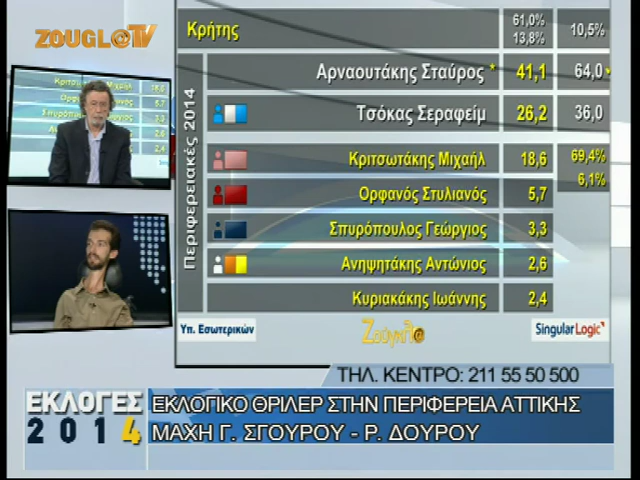 ZOUGL@TV
Κρήτης 61,0% 10,5%
13,8%
Αρναουτάκης Σταύρος * 41,1 64,0
Τσόκας Σεραφείμ 26,2 36,0
Κριτσωτάκης Μιχαήλ 18,6 69,4%
6,1%
Ορφανός Στυλιανός 5,7
Σπυρόπουλος Γεώργιος 3,3
Ανηψητάκης Αντώνιος 2,6
Κυριακάκης Ιωάννης 2,4
Περιφερειακές 2014
Υπ. Εσωτερικών Ζούγκλ@ SingularLogic
ΤΗΛ. ΚΕΝΤΡΟ: 211 55 50 500
ΕΚΛΟΓΕΣ
2014
ΕΚΛΟΓΙΚΟ ΘΡΙΛΕΡ ΣΤΗΝ ΠΕΡΙΦΕΡΕΙΑ ΑΤΤΙΚΗΣ
ΜΑΧΗ Γ. ΣΓΟΥΡΟΥ - Ρ. ΔΟΥΡΟΥ